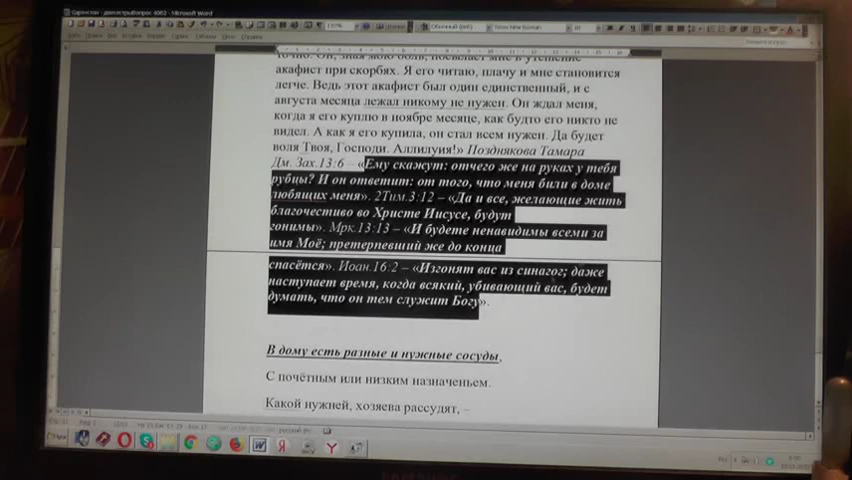 Microsoft Word
точно. Он, зная мою боль, посылает мне в утешение
акафист при скорбях. Я его читаю, плачу и мне становится
легче. Ведь этот акафист был один единственный, и с
августа месяца лежал никому не нужен. Он ждал меня,
когда я его куплю в ноябре месяце, как будто его никто не
видел. А как я его купила, он стал всем нужен. Да будет
воля Твоя, Господи. Аллилуия!» Позднякова Тамара
Дм. Зах.13:6 – «Ему скажут: отчего же на руках у тебя
рубцы? И он ответит: от того, что меня били в доме
любящих меня». 2Тим.3:12 – «Да и все, желающие жить
благочестиво во Христе Иисусе, будут
гонимы». Мрк.13:13 – «И будете ненавидимы всеми за
имя Моё; претерпевший же до конца
спасётся». Иоан.16:2 – «Изгонят вас из синагог; даже
наступает время, когда всякий, убивающий вас, будет
думать, что он тем служит Богу».
В дому есть разные и нужные сосуды,
С почётным или низким назначеньем.
Какой нужней, хозяева рассудят, –